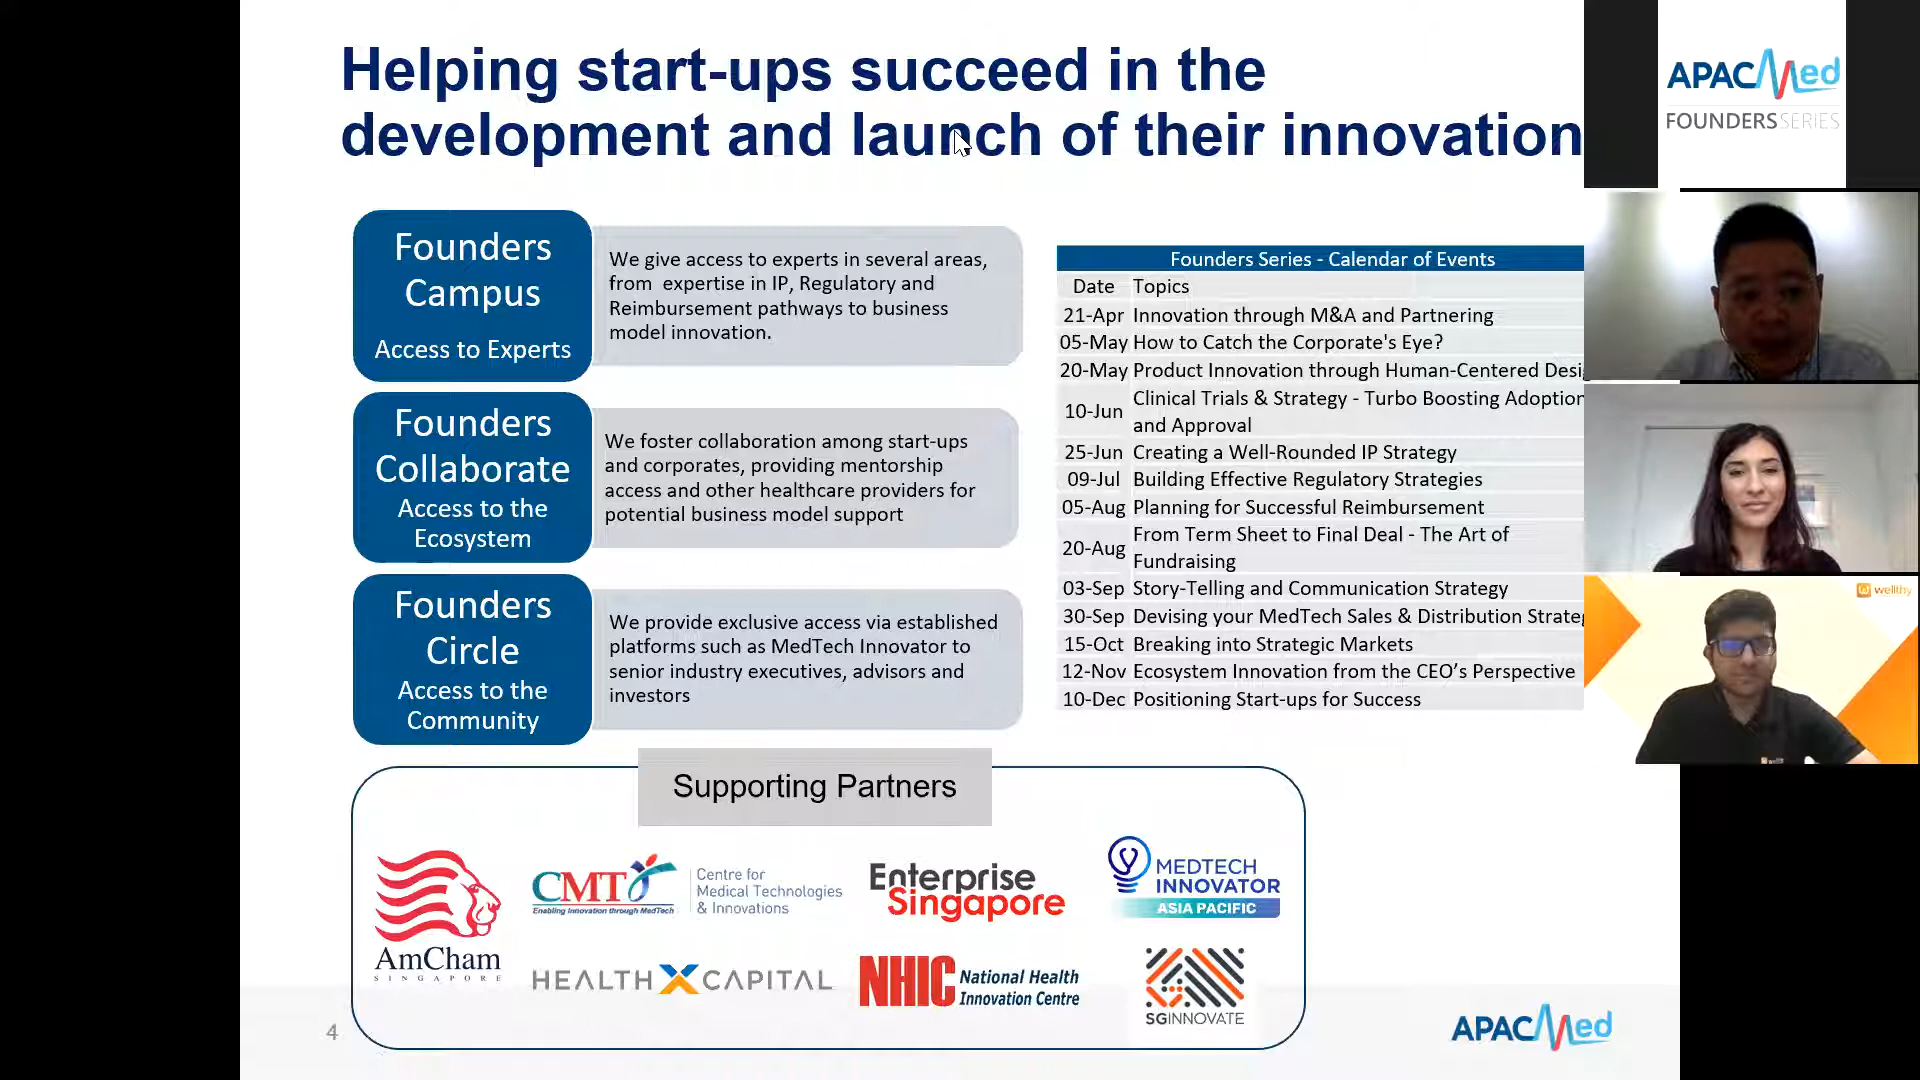 Helping start-ups succeed in the
development and launch of their innovation
Founders
Campus
Access to Experts
We give access to experts in several areas,
from expertise in IP, Regulatory and
Reimbursement pathways to business
model innovation.
Founders
Collaborate
Access to the
Ecosystem
We foster collaboration among start-ups
and corporates, providing mentorship
access and other healthcare providers for
potential business model support
Founders
Circle
Access to the
Community
We provide exclusive access via established
platforms such as MedTech Innovator to
senior industry executives, advisors and
investors
Founders Series - Calendar of Events
Date Topics
21-Apr Innovation through M&A and Partnering
05-May How to Catch the Corporate's Eye?
20-May Product Innovation through Human-Centered Desi
10-Jun Clinical Trials & Strategy - Turbo Boosting Adoption
and Approval
25-Jun Creating a Well-Rounded IP Strategy
09-Jul Building Effective Regulatory Strategies
05-Aug Planning for Successful Reimbursement
20-Aug From Term Sheet to Final Deal - The Art of
Fundraising
03-Sep Story-Telling and Communication Strategy
30-Sep Devising your MedTech Sales & Distribution Strate
15-Oct Breaking into Strategic Markets
12-Nov Ecosystem Innovation from the CEO’s Perspective
10-Dec Positioning Start-ups for Success
Supporting Partners
AmCham
SINGAPORE
CMTi
Enabling Innovation through MedTech
Centre for
Medical Technologies
& Innovations
Enterprise
Singapore
MEDTECH
INNOVATOR
ASIA PACIFIC
HEALTH X CAPITAL
NHIC National Health
Innovation Centre
SGINNOVATE
4
APACMed
APACMed
FOUNDERS SERIES
wellthy